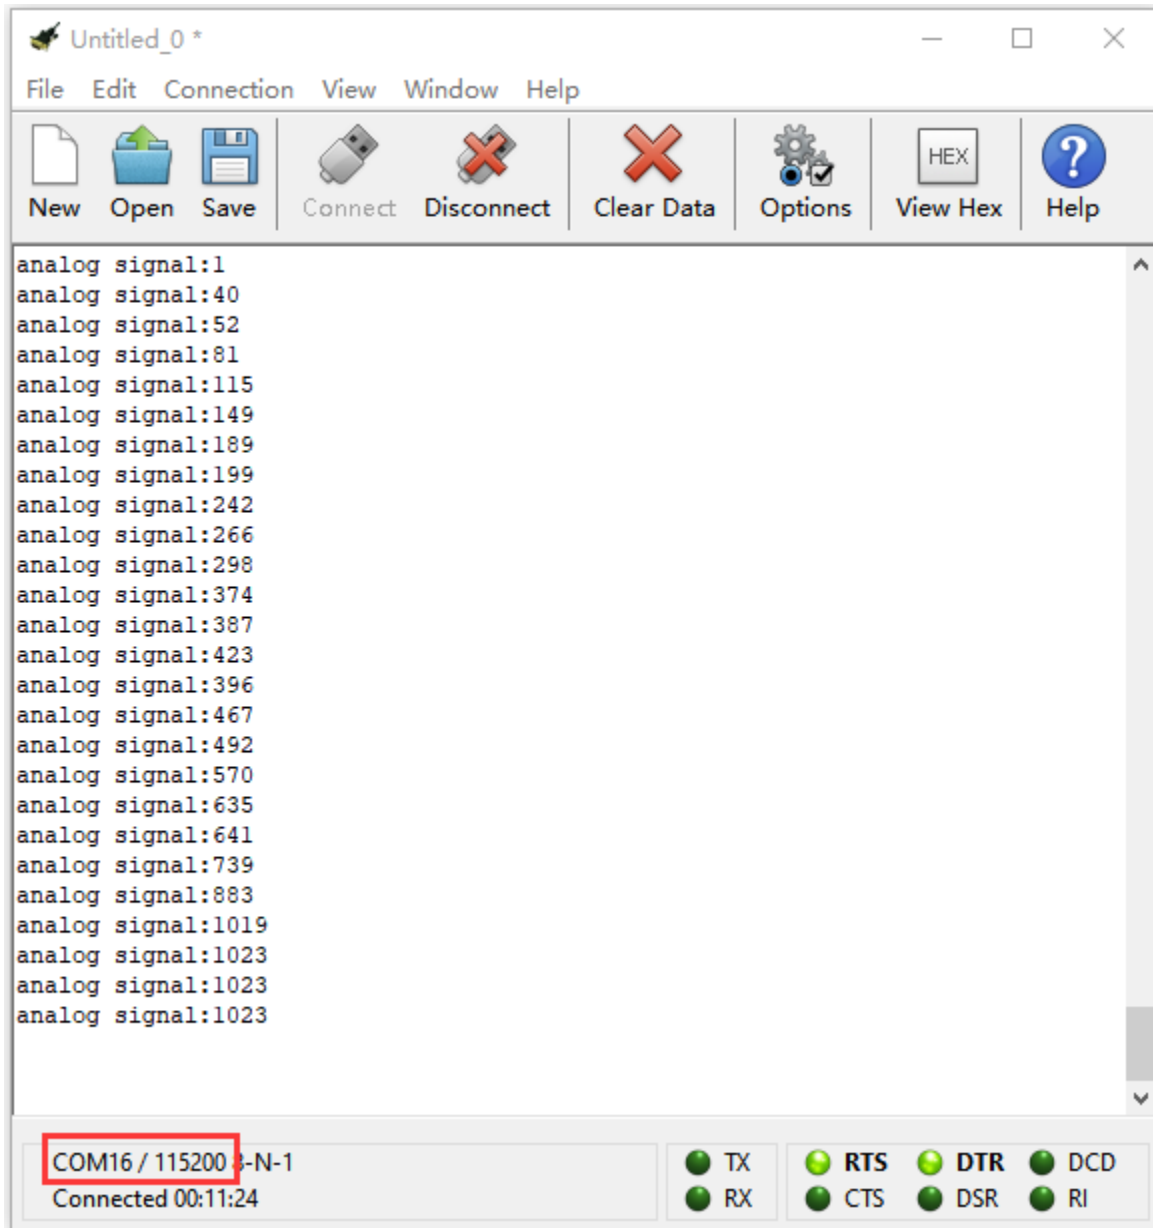 Untitled_0 *
File Edit Connection View Window Help
New Open Save Connect Disconnect Clear Data Options HEX View Hex ? Help
analog signal:1
analog signal:40
analog signal:52
analog signal:81
analog signal:115
analog signal:149
analog signal:189
analog signal:199
analog signal:242
analog signal:266
analog signal:298
analog signal:374
analog signal:387
analog signal:423
analog signal:396
analog signal:467
analog signal:492
analog signal:570
analog signal:635
analog signal:641
analog signal:739
analog signal:883
analog signal:1019
analog signal:1023
analog signal:1023
analog signal:1023
COM16 / 115200 8-N-1 TX RTS DTR DCD
Connected 00:11:24 RX CTS DSR RI